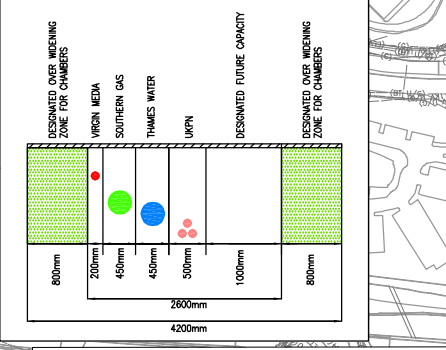 DESIGNATED OVER WIDENING
ZONE FOR CHAMBERS
VIRGIN MEDIA
SOUTHERN GAS
THAMES WATER
UKPN
DESIGNATED FUTURE CAPACITY
DESIGNATED OVER WIDENING
ZONE FOR CHAMBERS
800mm
200mm
450mm
450mm
500mm
1000mm
800mm
2600mm
4200mm